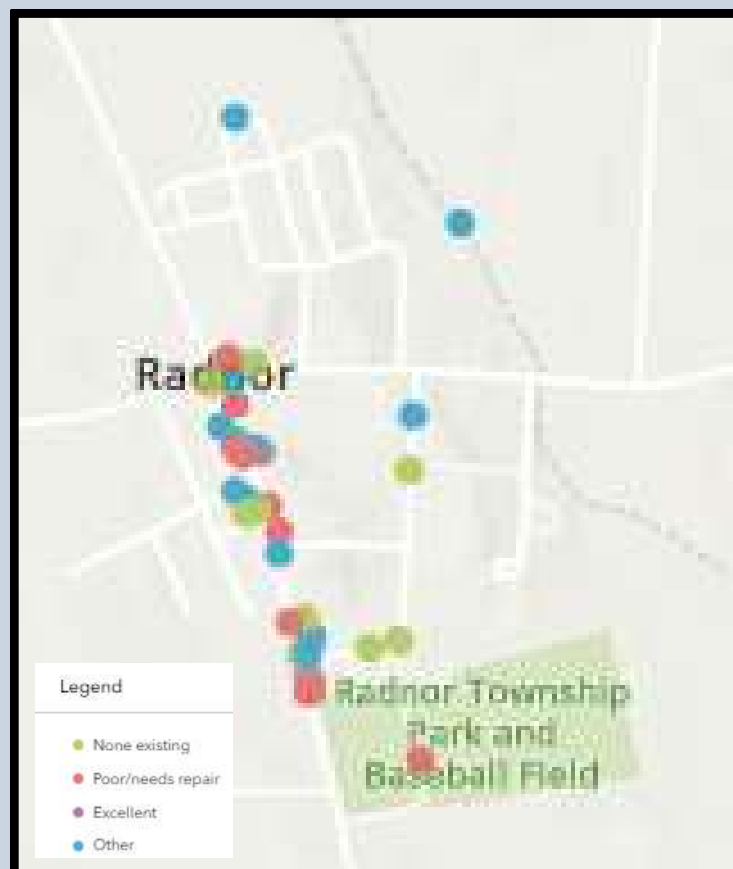 Radnor
Radnor Township
Park and
Baseball Field
Legend
None existing
Poor/needs repair
Excellent
Other